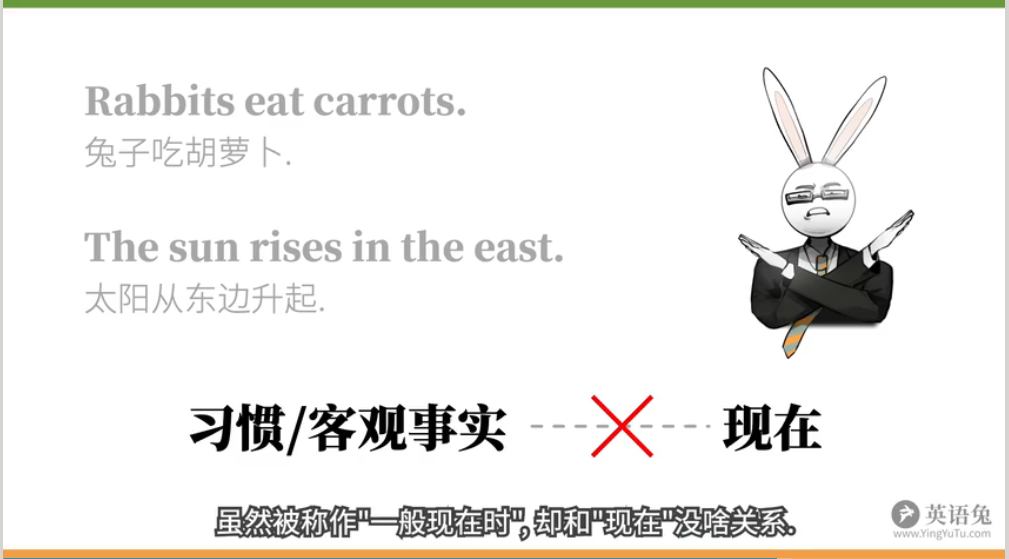 Rabbits eat carrots.
兔子吃胡萝卜.
The sun rises in the east.
太阳从东边升起.
习惯/客观事实
现在
虽然被称作"一般现在时", 却和"现在"没啥关系.
英语兔
www.YingYuTu.com